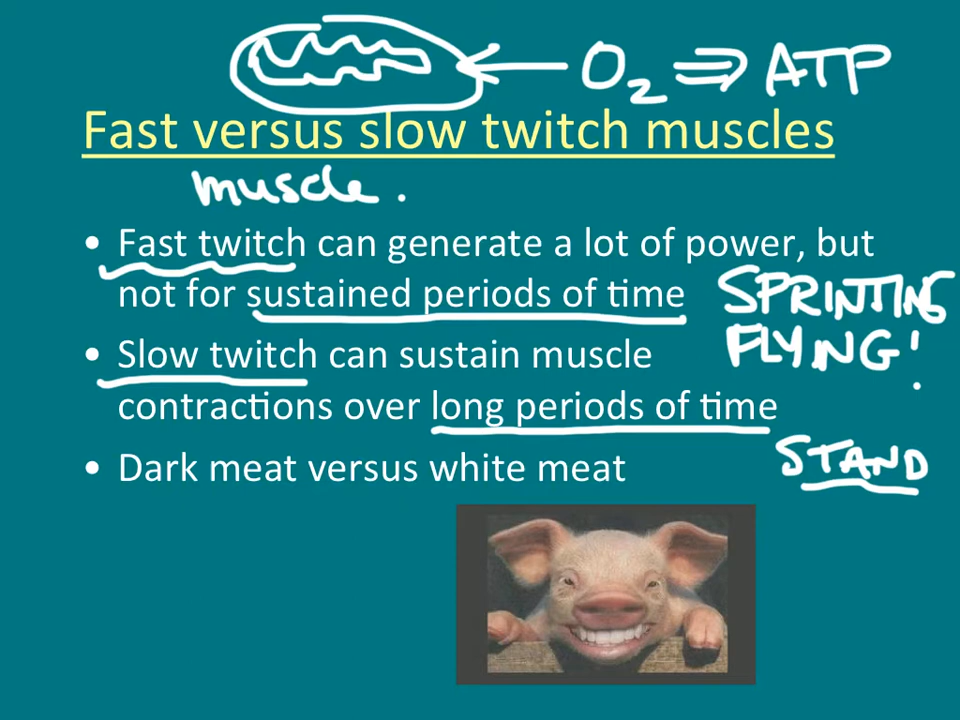 O₂ ⇒ ATP
Fast versus slow twitch muscles
muscle.
• Fast twitch can generate a lot of power, but
not for sustained periods of time
SPRINTING
FLYING!
• Slow twitch can sustain muscle
contractions over long periods of time
• Dark meat versus white meat
STAND